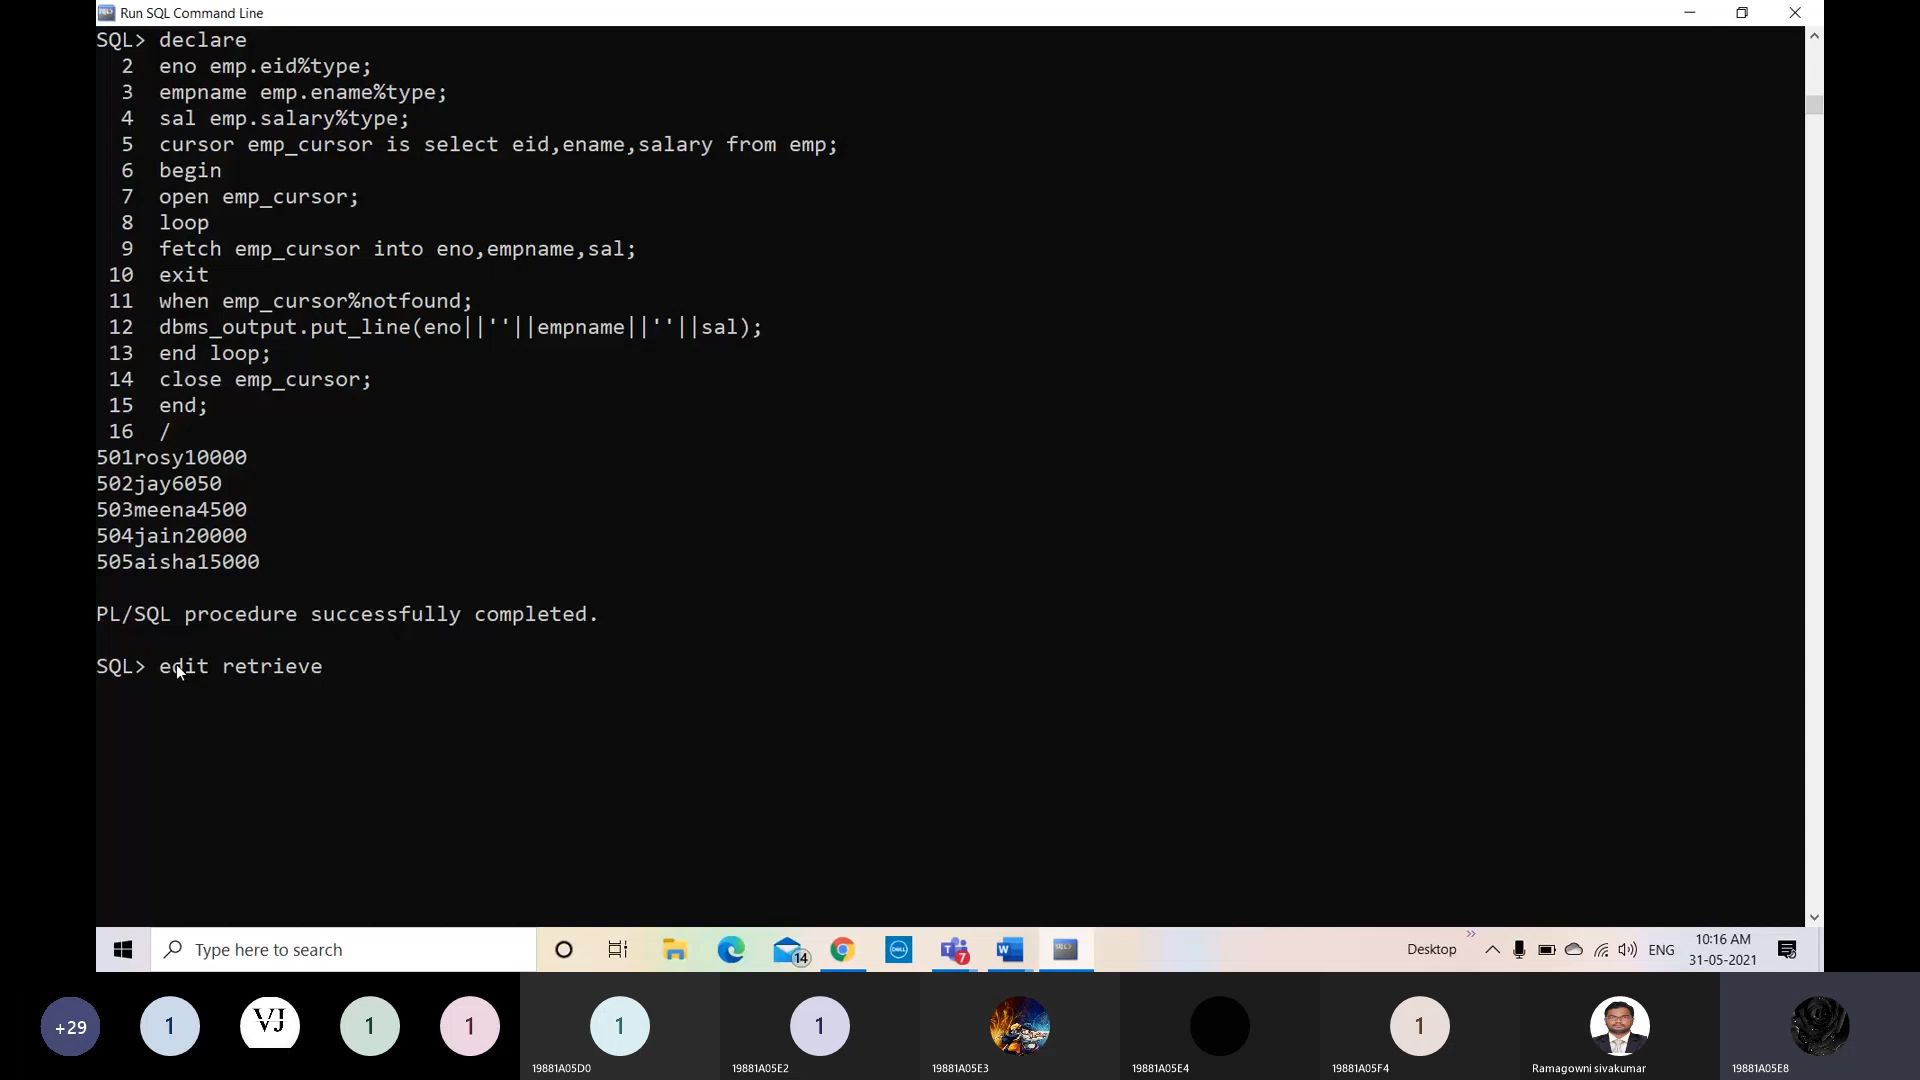 Run SQL Command Line
SQL> declare
2 eno emp.eid%type;
3 empname emp.ename%type;
4 sal emp.salary%type;
5 cursor emp_cursor is select eid,ename,salary from emp;
6 begin
7 open emp_cursor;
8 loop
9 fetch emp_cursor into eno,empname,sal;
10 exit
11 when emp_cursor%notfound;
12 dbms_output.put_line(eno||''||empname||''||sal);
13 end loop;
14 close emp_cursor;
15 end;
16 /
501rosy10000
502jay6050
503meena4500
504jain20000
505aisha15000
PL/SQL procedure successfully completed.
SQL> edit retrieve
Type here to search
14
DELL
7
W
Desktop
ENG
10:16 AM
31-05-2021
+29
1
VJ
1
1
1
1
1
19881A05D0
19881A05E2
19881A05E3
19881A05E4
19881A05F4
Ramagowni sivakumar
19881A05E8